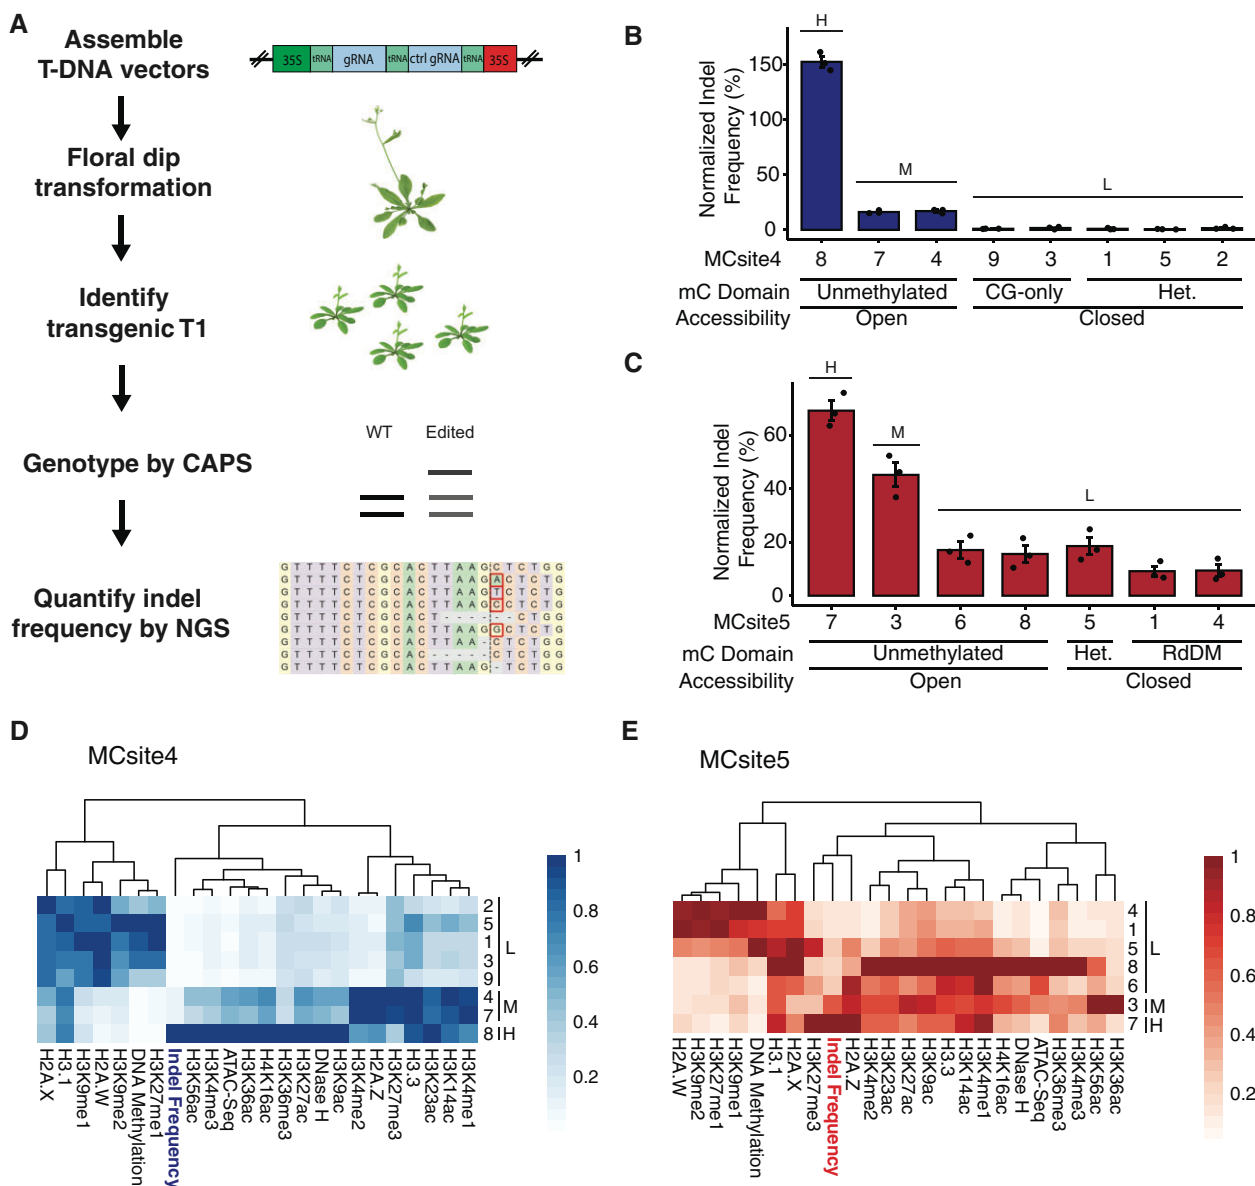 A
Assemble
T-DNA vectors
35S tRNA gRNA tRNA ctrl gRNA tRNA 35S
Floral dip
transformation
Identify
transgenic T1
Genotype by CAPS
WT Edited
Quantify indel
frequency by NGS
G T T T T C T C G C A C T T A A G C T C T G G
G T T T T C T C G C A C T T A A G A C T C T G
G T T T T C T C G C A C T T A A G T C T C T G
G T T T T C T C G C A C T T A A G C C T C T G
G T T T T C T C G C A C T - - - - - C T G G
G T T T T C T C G C A C T T A A G G C T C T G
G T T T T C T C G C A C T T A A - C T C T G G
G T T T T C T C G C A C - - - - - C T C T G G
G T T T T C T C G C A C T T A A G - T C T G G
B
Normalized Indel
Frequency (%)
150
100
50
0
H
M
L
MCsite4 8 7 4 9 3 1 5 2
mC Domain Unmethylated CG-only Het.
Accessibility Open Closed
C
Normalized Indel
Frequency (%)
60
40
20
0
H
M
L
MCsite5 7 3 6 8 5 1 4
mC Domain Unmethylated Het. RdDM
Accessibility Open Closed
D
MCsite4
2
5
1
3
9
4
7
8
L
M
H
1
0.8
0.6
0.4
0.2
H2A.X
H3.1
H3K9me1
H2A.W
H3K9me2
DNA Methylation
H3K27me1
Indel Frequency
H3K56ac
H3K4me3
ATAC-Seq
H3K36ac
H4K16ac
H3K36me3
DNase H
H3K9ac
H3K4me2
H2A.Z
H3K27me3
H3.3
H3K23ac
H3K14ac
H3K4me1
E
MCsite5
4
1
5
8
6
3
7
L
M
H
1
0.8
0.6
0.4
0.2
H2A.W
H3K9me2
H3K27me1
H3K9me1
DNA Methylation
H3.1
H2A.X
H3K27me3
Indel Frequency
H2A.Z
H3K4me2
H3K23ac
H3K27ac
H3K9ac
H3.3
H3K14ac
H3K4me1
H4K16ac
DNase H
ATAC-Seq
H3K36me3
H3K56ac
H3K36ac